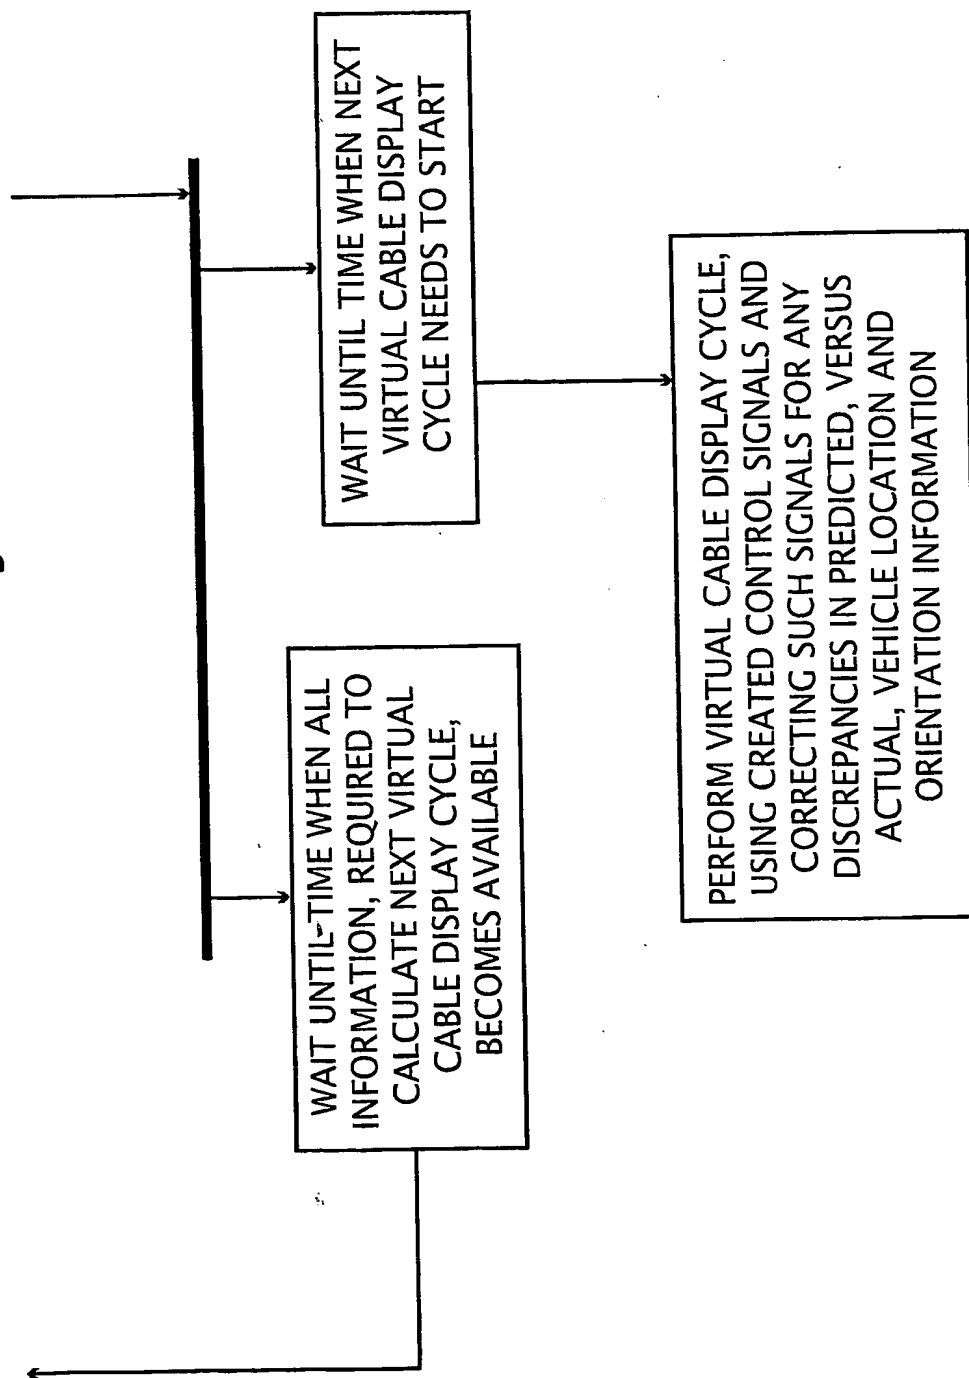 WAIT UNTIL TIME WHEN ALL
INFORMATION, REQUIRED TO
CALCULATE NEXT VIRTUAL
CABLE DISPLAY CYCLE,
BECOMES AVAILABLE
WAIT UNTIL TIME WHEN NEXT
VIRTUAL CABLE DISPLAY
CYCLE NEEDS TO START
PERFORM VIRTUAL CABLE DISPLAY CYCLE,
USING CREATED CONTROL SIGNALS AND
CORRECTING SUCH SIGNALS FOR ANY
DISCREPANCIES IN PREDICTED, VERSUS
ACTUAL, VEHICLE LOCATION AND
ORIENTATION INFORMATION